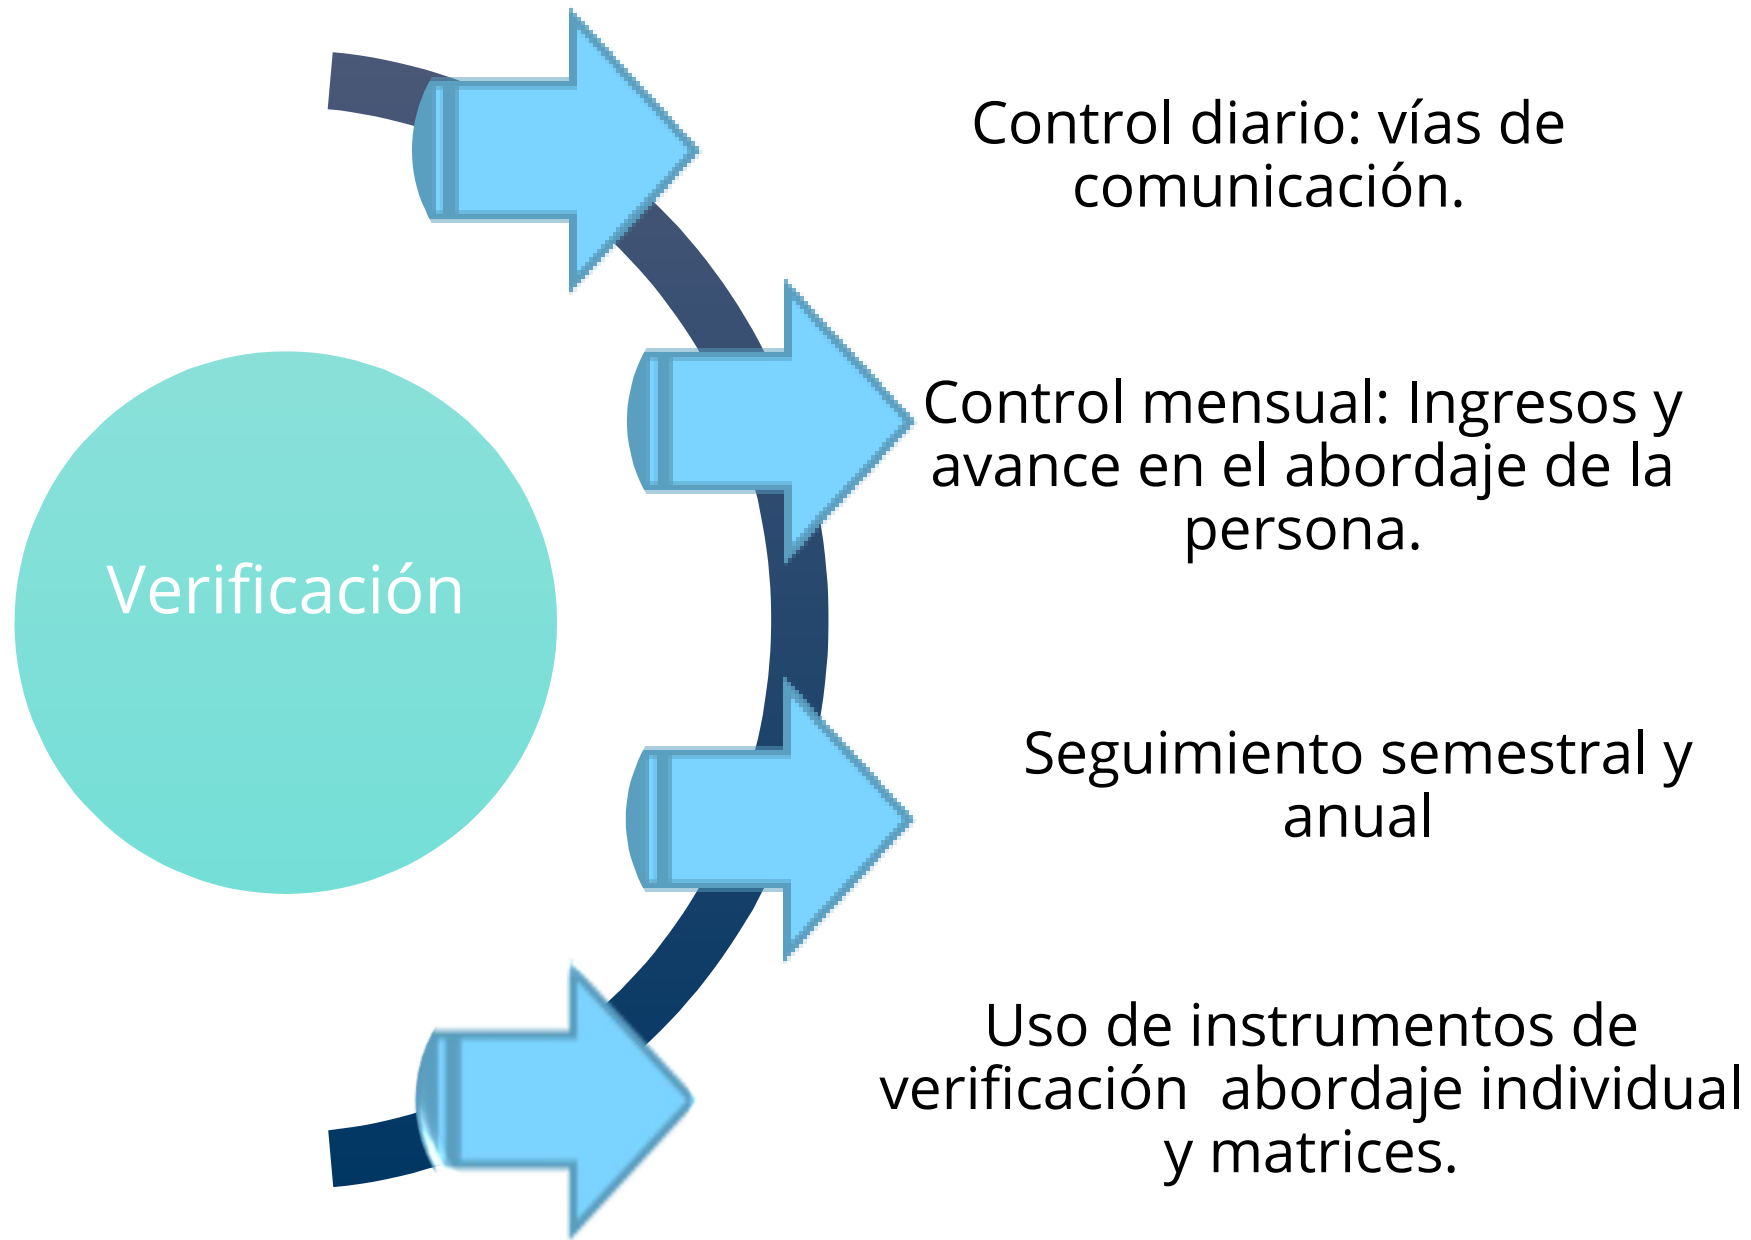 Verificación
Control diario: vías de
comunicación.
Control mensual: Ingresos y
avance en el abordaje de la
persona.
Seguimiento semestral y
anual
Uso de instrumentos de
verificación  abordaje individual
y matrices.